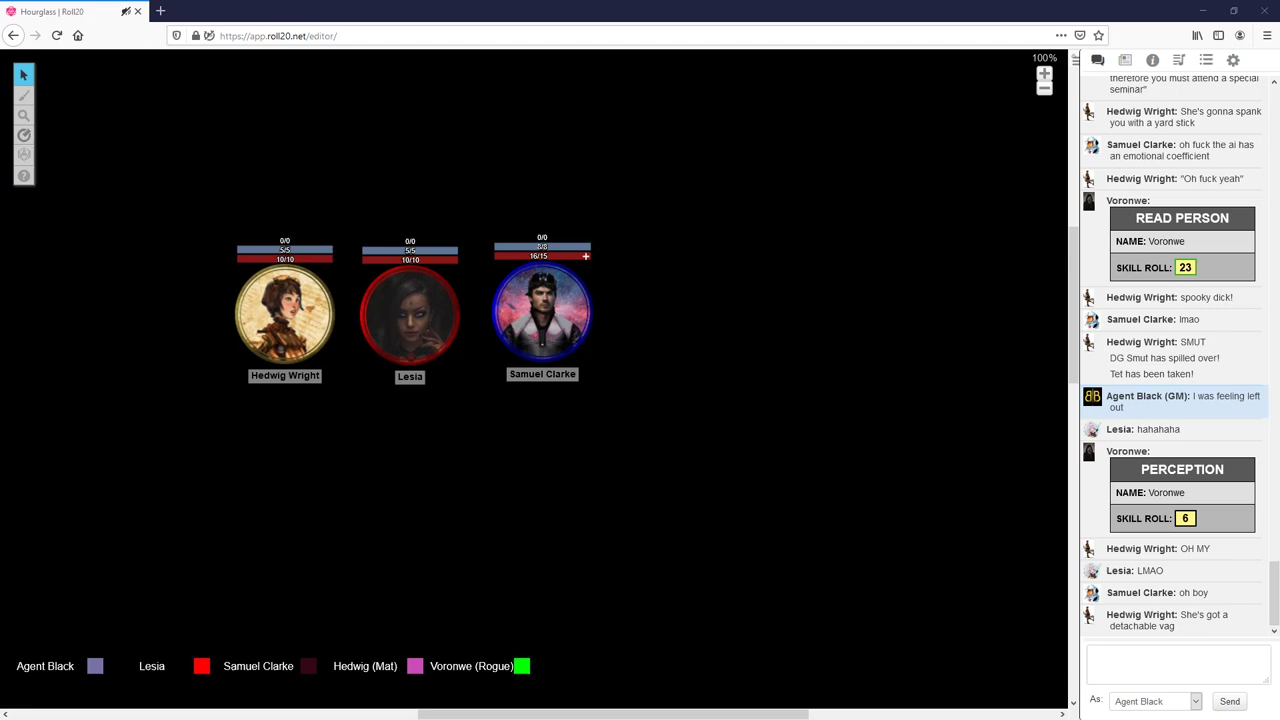 Hourglass | Roll20
https://app.roll20.net/editor/
100%
therefore you must attend a special
seminar"
Hedwig Wright: She's gonna spank
you with a yard stick
Samuel Clarke: oh fuck the ai has
an emotional coefficient
Hedwig Wright: "Oh fuck yeah"
Voronwe:
READ PERSON
NAME: Voronwe
SKILL ROLL: 23
Hedwig Wright: spooky dick!
Samuel Clarke: lmao
Hedwig Wright: SMUT
DG Smut has spilled over!
Tet has been taken!
Agent Black (GM): I was feeling left
out
Lesia: hahahaha
Voronwe:
PERCEPTION
NAME: Voronwe
SKILL ROLL: 6
Hedwig Wright: OH MY
Lesia: LMAO
Samuel Clarke: oh boy
Hedwig Wright: She's got a
detachable vag
As: Agent Black Send
0/0
5/5
10/10
Hedwig Wright
0/0
5/5
10/10
Lesia
0/0
8/8
16/15
Samuel Clarke
Agent Black Lesia Samuel Clarke Hedwig (Mat) Voronwe (Rogue)